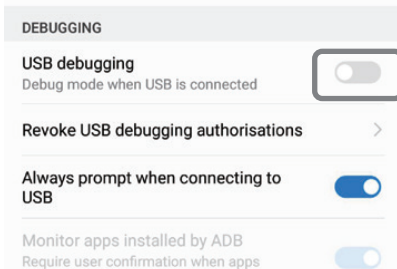 DEBUGGING
USB debugging
Debug mode when USB is connected
Revoke USB debugging authorisations
Always prompt when connecting to
USB
Monitor apps installed by ADB
Require user confirmation when apps